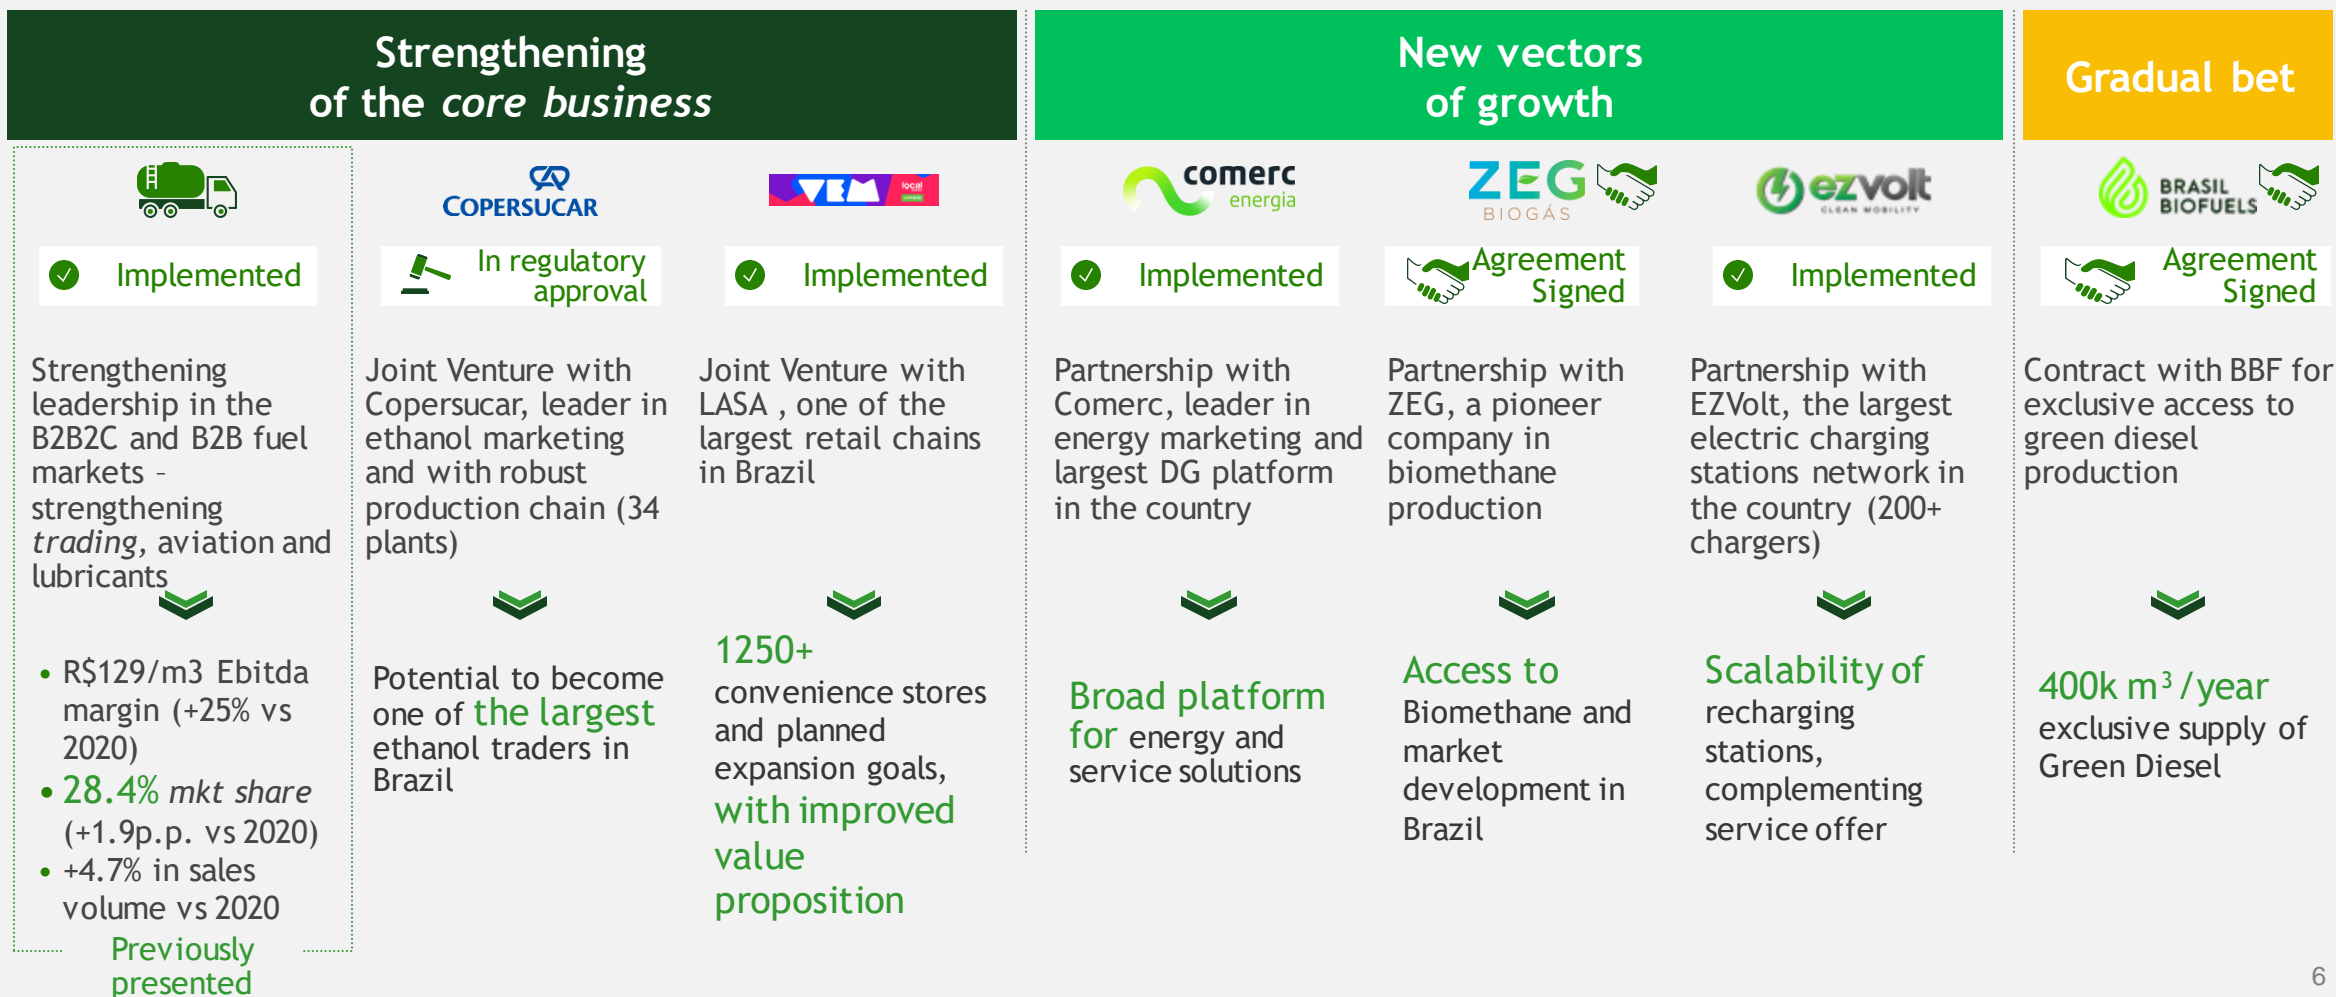 Strengthening
of the core business
New vectors
of growth
Gradual bet
Implemented
Strengthening
leadership in the
B2B2C and B2B fuel
markets –
strengthening
trading, aviation and
lubricants
• R$129/m3 Ebitda
margin (+25% vs
2020)
• 28.4% mkt share
(+1.9p.p. vs 2020)
• +4.7% in sales
volume vs 2020
Previously
presented
COPERSUCAR
In regulatory
approval
Joint Venture with
Copersucar, leader in
ethanol marketing
and with robust
production chain (34
plants)
Potential to become
one of the largest
ethanol traders in
Brazil
VEM
local
Implemented
Joint Venture with
LASA , one of the
largest retail chains
in Brazil
1250+
convenience stores
and planned
expansion goals,
with improved
value
proposition
comerc
energia
Implemented
Partnership with
Comerc, leader in
energy marketing and
largest DG platform
in the country
Broad platform
for energy and
service solutions
ZEG
BIOGÁS
Agreement
Signed
Partnership with
ZEG, a pioneer
company in
biomethane
production
Access to
Biomethane and
market
development in
Brazil
ezvolt
CLEAN MOBILITY
Implemented
Partnership with
EZVolt, the largest
electric charging
stations network in
the country (200+
chargers)
Scalability of
recharging
stations,
complementing
service offer
BRASIL
BIOFUELS
Agreement
Signed
Contract with BBF for
exclusive access to
green diesel
production
400k m³/year
exclusive supply of
Green Diesel
6